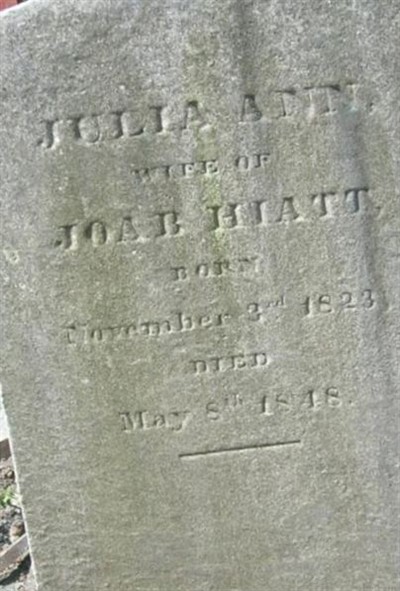 JULIA ANN,
WIFE OF
JOAB HIATT,
BORN
November 3rd 1823,
DIED
May 8th 1848.